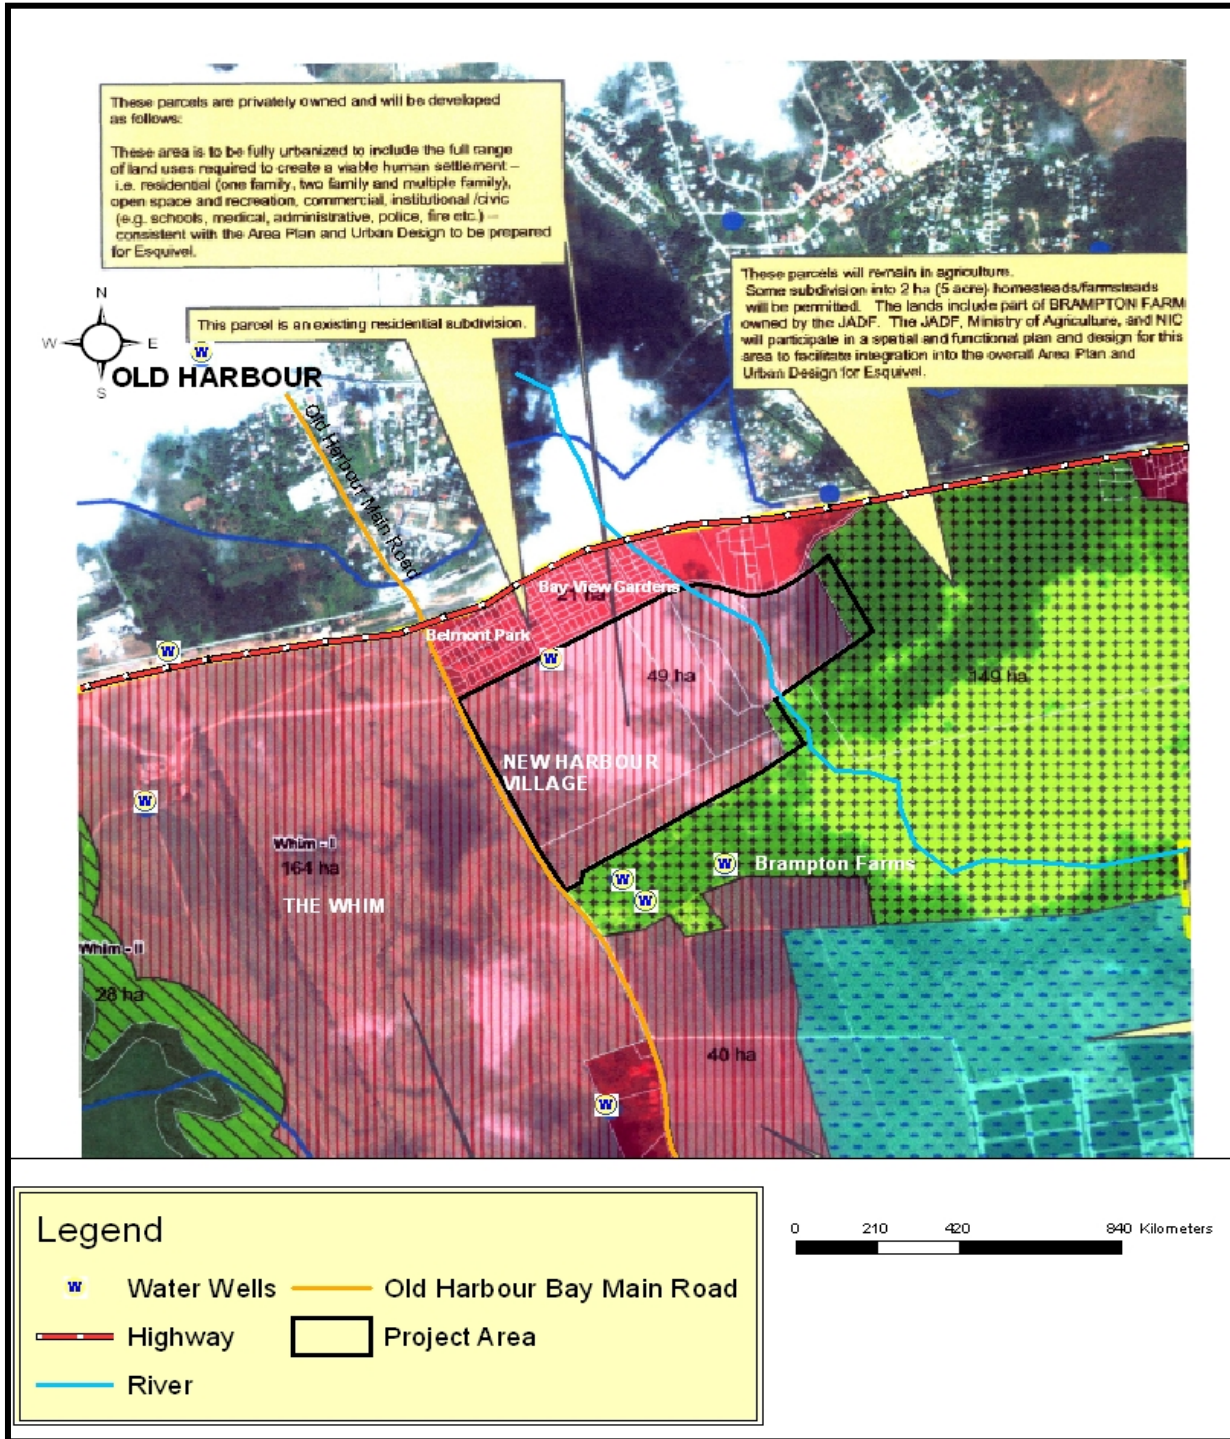 These parcels are privately owned and will be developed
as follows:
These area is to be fully urbanized to include the full range
of land uses required to create a viable human settlement –
i.e. residential (one family, two family and multiple family),
open space and recreation, commercial, institutional /civic
(e.g. schools, medical, administrative, police, fire etc.) –
consistent with the Area Plan and Urban Design to be prepared
for Esquivel.
These parcels will remain in agriculture.
Some subdivision into 2 ha (5 acre) homesteads/farmsteads
will be permitted. The lands include part of BRAMPTON FARM
owned by the JADF. The JADF, Ministry of Agriculture, and NIC
will participate in a spatial and functional plan and design for this
area to facilitate integration into the overall Area Plan and
Urban Design for Esquivel.
This parcel is an existing residential subdivision.
N
W
E
S
W
OLD HARBOUR
Old Harbour Main Road
Bay View Gardens
21 ha
Belmont Park
W
W
49 ha
149 ha
NEW HARBOUR
VILLAGE
W
Whim - I
164 ha
THE WHIM
W
Brampton Farms
W
W
Whim - II
28 ha
40 ha
W
Legend
W Water Wells
Old Harbour Bay Main Road
Highway
Project Area
River
0 210 420 840 Kilometers